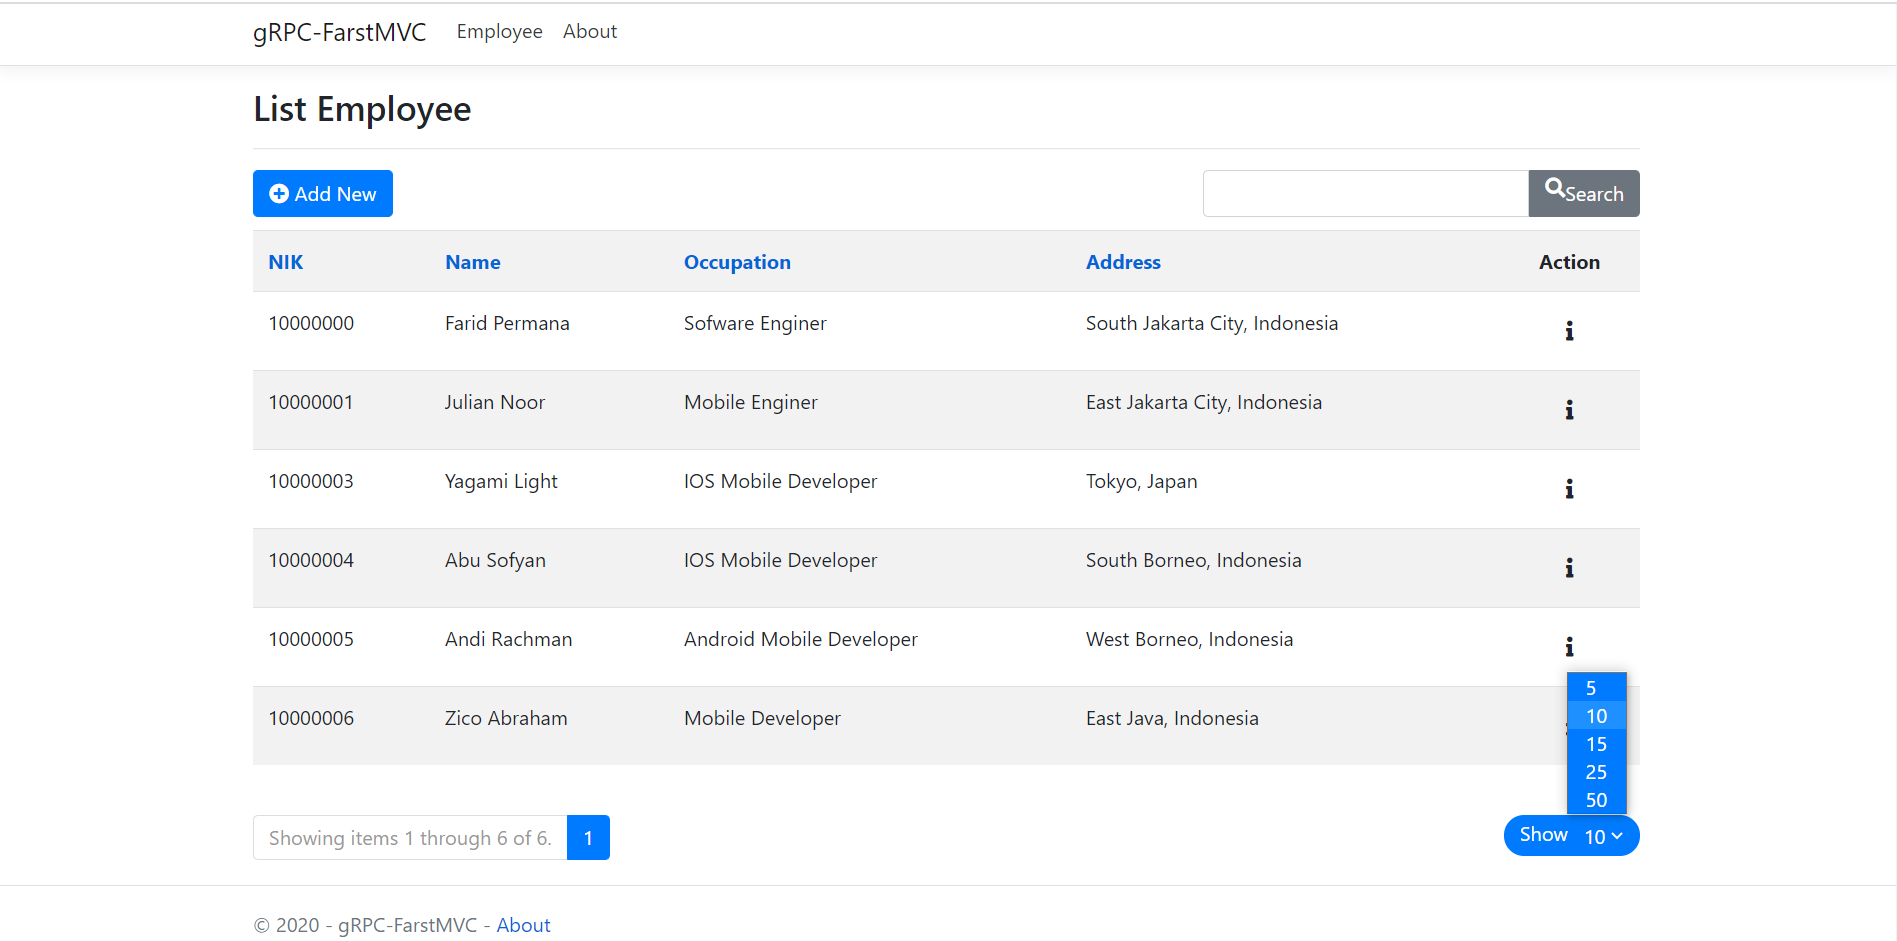 gRPC-FarstMVC Employee About
List Employee
Add New Search
NIK Name Occupation Address Action
10000000 Farid Permana Sofware Enginer South Jakarta City, Indonesia
10000001 Julian Noor Mobile Enginer East Jakarta City, Indonesia
10000003 Yagami Light IOS Mobile Developer Tokyo, Japan
10000004 Abu Sofyan IOS Mobile Developer South Borneo, Indonesia
10000005 Andi Rachman Android Mobile Developer West Borneo, Indonesia
10000006 Zico Abraham Mobile Developer East Java, Indonesia
5
10
15
25
50
Showing items 1 through 6 of 6. 1 Show 10
© 2020 - gRPC-FarstMVC - About